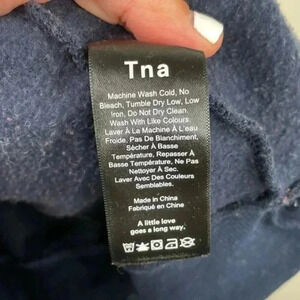 Tna
Machine Wash Cold, No
Bleach, Tumble Dry Low, Low
Iron, Do Not Dry Clean.
Wash With Like Colours.
Laver À La Machine À L'eau
Froide, Pas De Blanchiment,
Sécher À Basse
Température, Repasser À
Basse Température, Ne Pas
Nettoyer À Sec.
Laver Avec Des Couleurs
Semblables.
Made in China
Fabriqué en Chine
A little love
goes a long way.